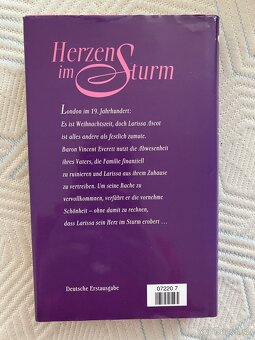 Herzen
im Sturm
London im 19. Jahrhundert:
Es ist Weihnachtszeit, doch Larissa Ascot
ist alles andere als festlich zumute.
Baron Vincent Everett nutzt die Abwesenheit
ihres Vaters, die Familie finanziell
zu ruinieren und Larissa aus ihrem Zuhause
zu vertreiben. Um seine Rache zu
vervollkommnen, verführt er die vornehme
Schönheit – ohne damit zu rechnen,
dass Larissa sein Herz im Sturm erobert ...
Deutsche Erstausgabe
07220 7